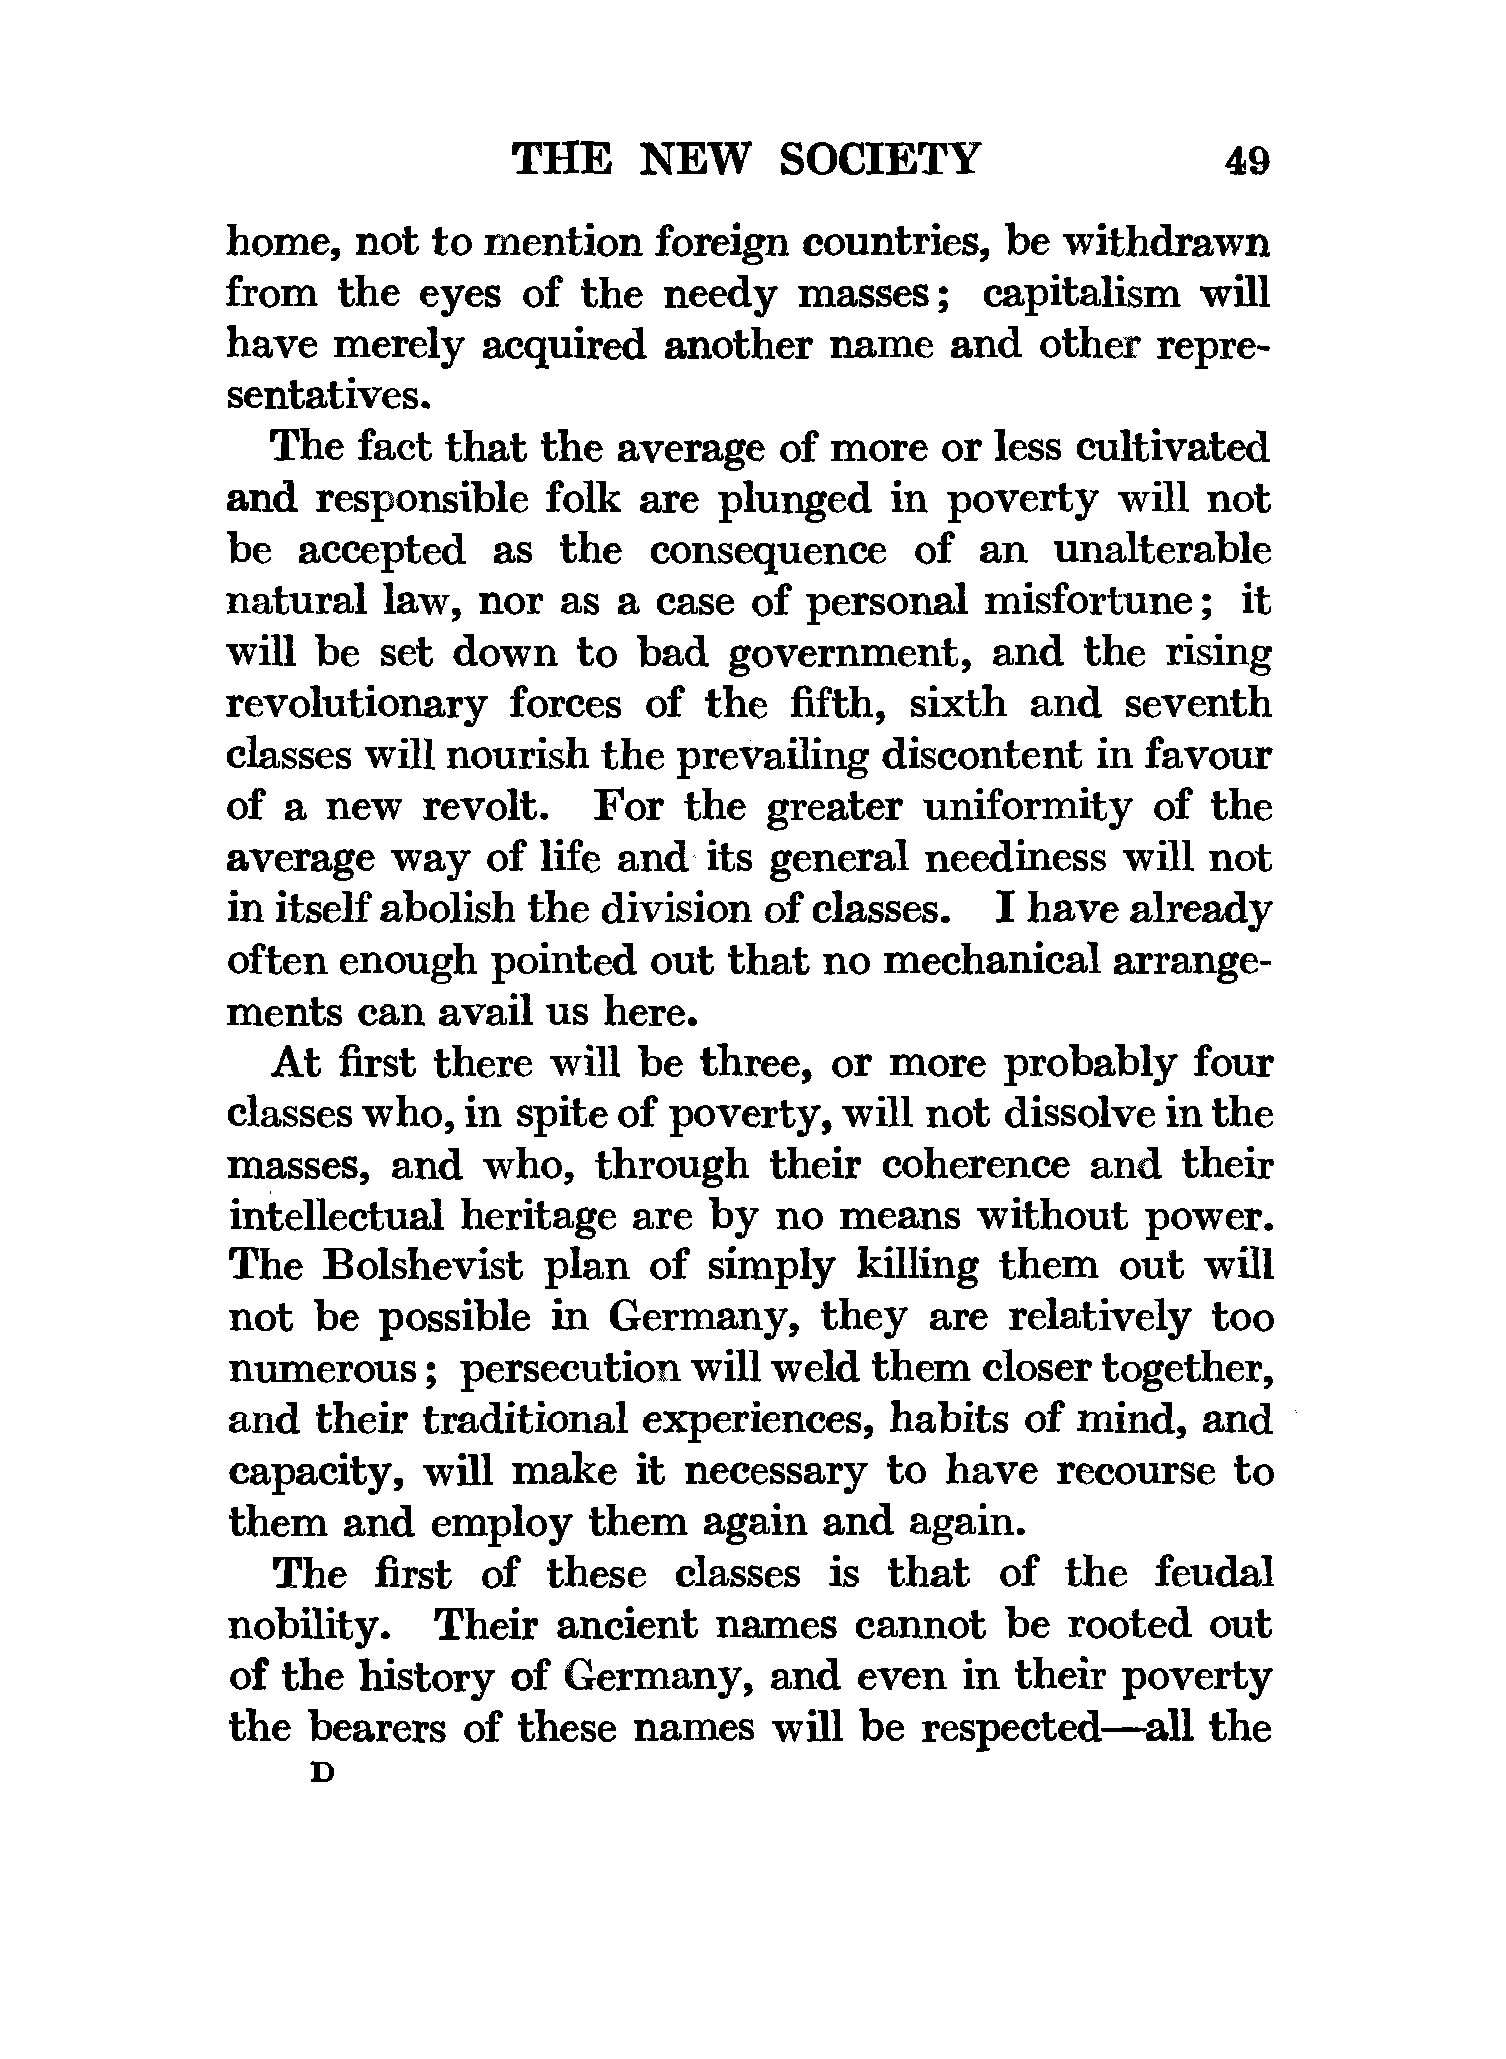 THE NEW SOCIETY 49
home, not to mention foreign countries, be withdrawn
from the eyes of the needy masses; capitalism will
have merely acquired another name and other repre-
sentatives.
The fact that the average of more or less cultivated
and responsible folk are plunged in poverty will not
be accepted as the consequence of an unalterable
natural law, nor as a case of personal misfortune; it
will be set down to bad government, and the rising
revolutionary forces of the fifth, sixth and seventh
classes will nourish the prevailing discontent in favour
of a new revolt. For the greater uniformity of the
average way of life and its general neediness will not
in itself abolish the division of classes. I have already
often enough pointed out that no mechanical arrange-
ments can avail us here.
At first there will be three, or more probably four
classes who, in spite of poverty, will not dissolve in the
masses, and who, through their coherence and their
intellectual heritage are by no means without power.
The Bolshevist plan of simply killing them out will
not be possible in Germany, they are relatively too
numerous; persecution will weld them closer together,
and their traditional experiences, habits of mind, and
capacity, will make it necessary to have recourse to
them and employ them again and again.
The first of these classes is that of the feudal
nobility. Their ancient names cannot be rooted out
of the history of Germany, and even in their poverty
the bearers of these names will be respected—all the
D